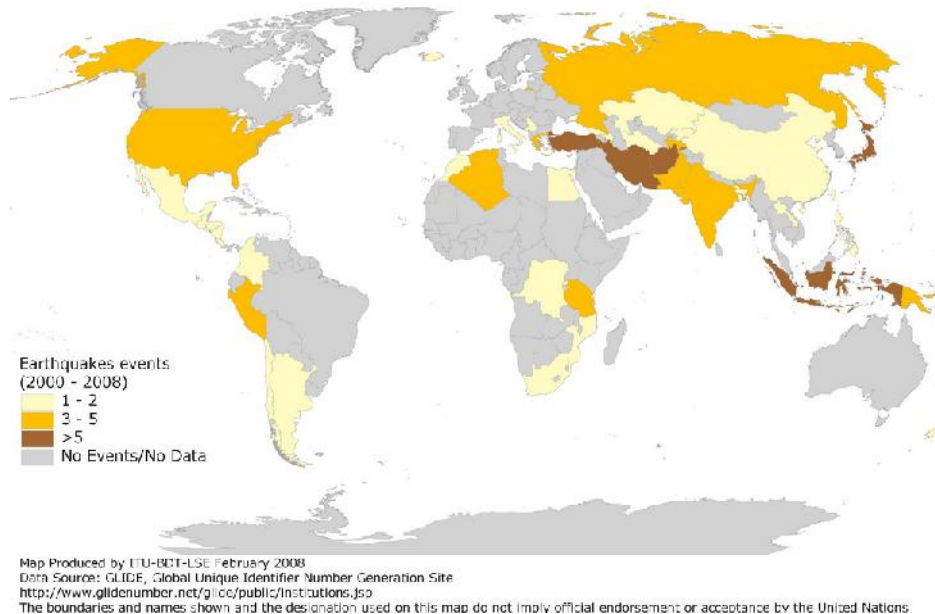 Earthquakes events
(2000 - 2008)
1 - 2
3 - 5
>5
No Events/No Data
Map Produced by ITU-BDT-LSE February 2008
Data Source: GLIDE, Global Unique Identifier Number Generation Site
http://www.glidenumber.net/glide/public/institutions.jsp
The boundaries and names shown and the designation used on this map do not imply official endorsement or acceptance by the United Nations